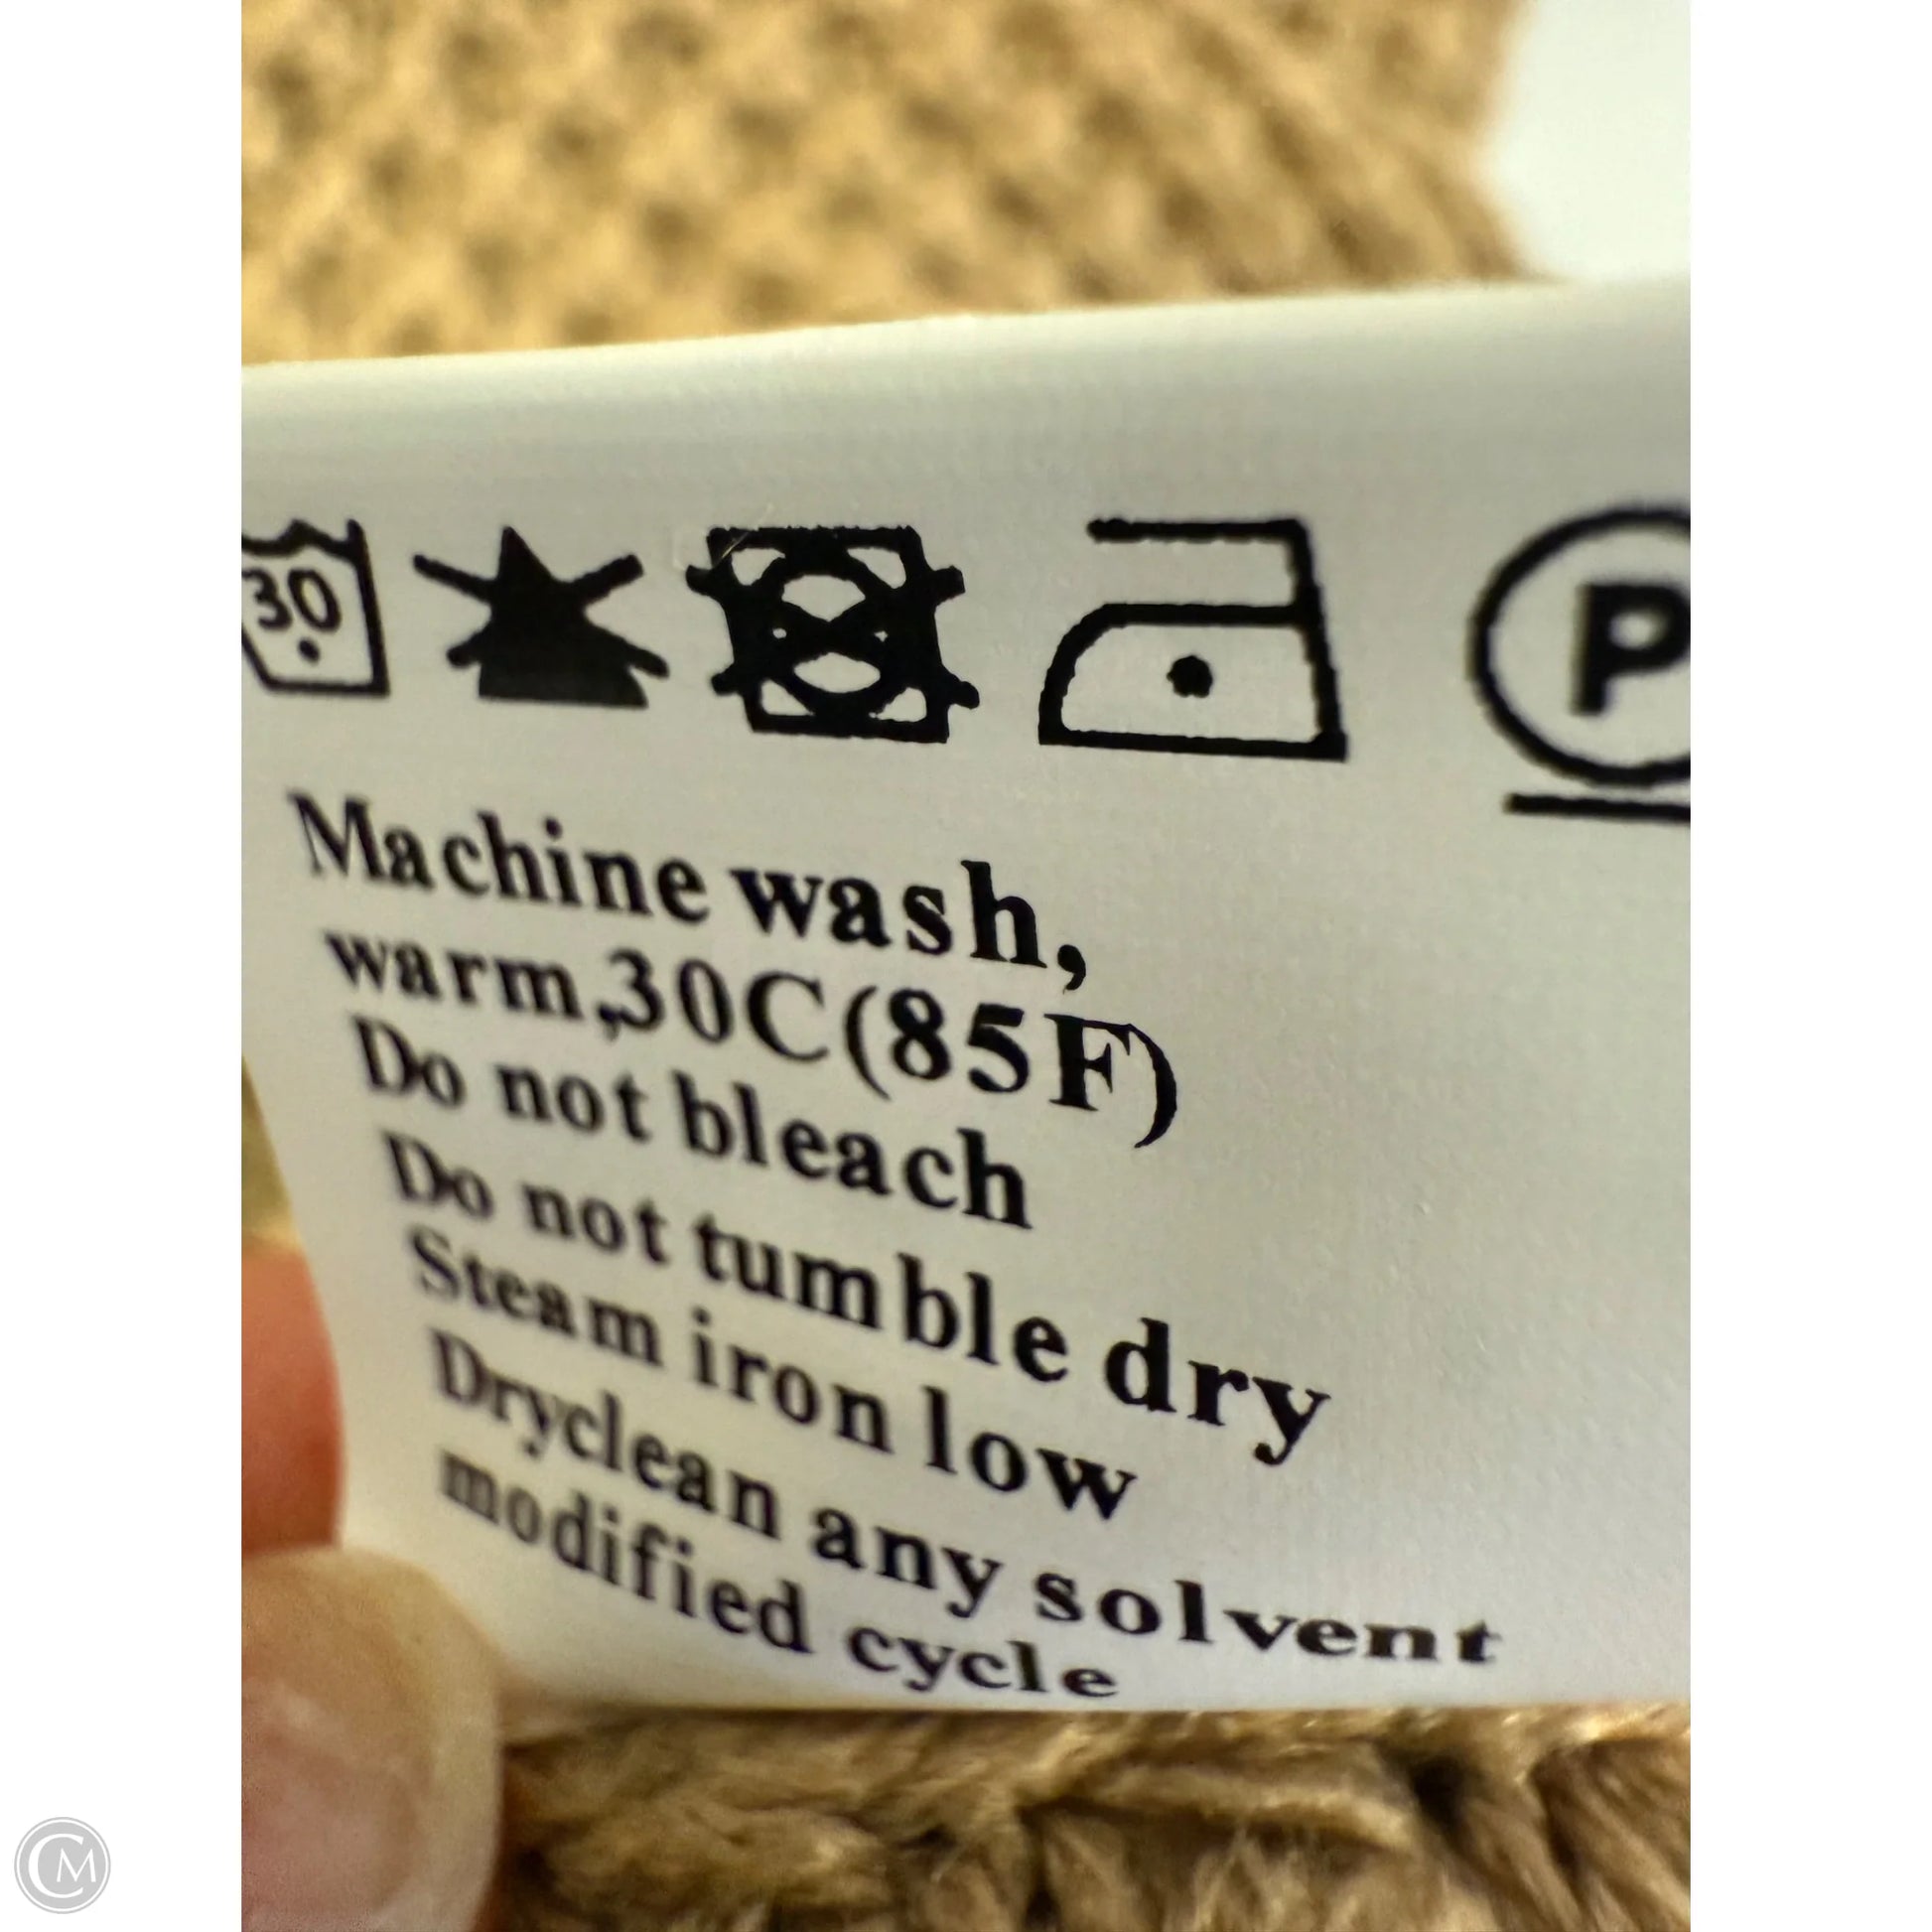 30
P
Machine wash,
warm,30C(85F)
Do not bleach
Do not tumble dry
Steam iron low
Dryclean any solvent
modified cycle
CM